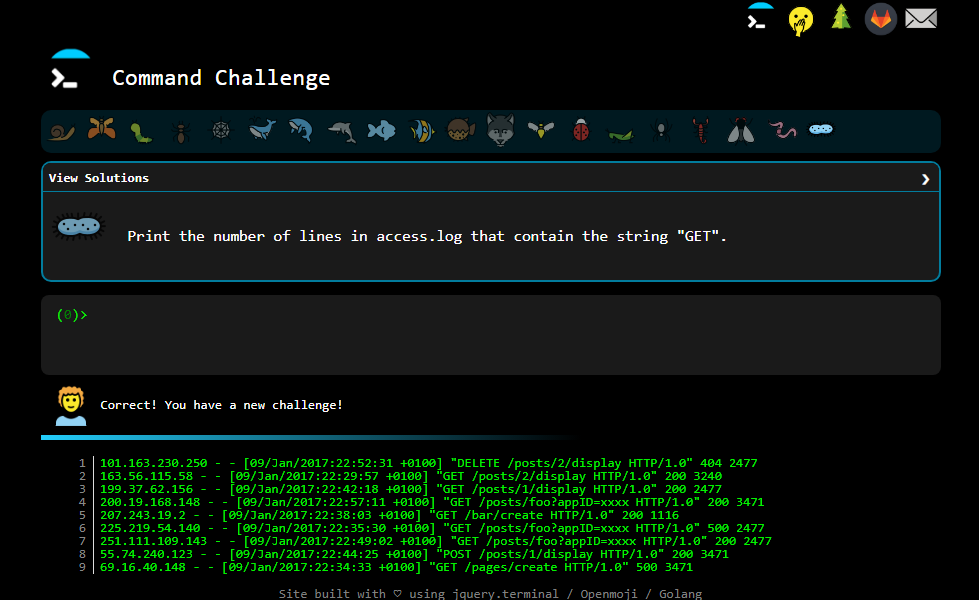 Command Challenge
View Solutions
Print the number of lines in access.log that contain the string "GET".
(0)>
Correct! You have a new challenge!
1 101.163.230.250 - - [09/Jan/2017:22:52:31 +0100] "DELETE /posts/2/display HTTP/1.0" 404 2477
2 163.56.115.58 - - [09/Jan/2017:22:29:57 +0100] "GET /posts/2/display HTTP/1.0" 200 3240
3 199.37.62.156 - - [09/Jan/2017:22:42:18 +0100] "GET /posts/1/display HTTP/1.0" 200 2477
4 200.19.168.148 - - [09/Jan/2017:22:57:11 +0100] "GET /posts/foo?appID=xxxx HTTP/1.0" 200 3471
5 207.243.19.2 - - [09/Jan/2017:22:38:03 +0100] "GET /bar/create HTTP/1.0" 200 1116
6 225.219.54.140 - - [09/Jan/2017:22:35:30 +0100] "GET /posts/foo?appID=xxxx HTTP/1.0" 500 2477
7 251.111.109.143 - - [09/Jan/2017:22:49:02 +0100] "GET /posts/foo?appID=xxxx HTTP/1.0" 200 2477
8 55.74.240.123 - - [09/Jan/2017:22:44:25 +0100] "POST /posts/1/display HTTP/1.0" 200 3471
9 69.16.40.148 - - [09/Jan/2017:22:34:33 +0100] "GET /pages/create HTTP/1.0" 500 3471
Site built with ♡ using jquery.terminal / Openmoji / Golang